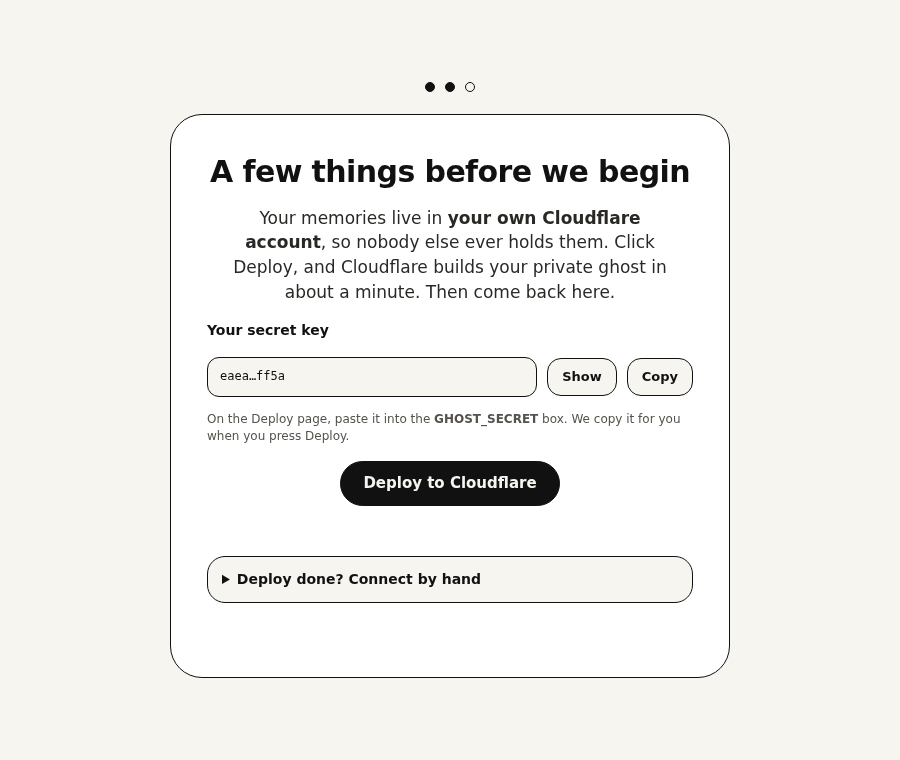 A few things before we begin
Your memories live in your own Cloudflare
account, so nobody else ever holds them. Click
Deploy, and Cloudflare builds your private ghost in
about a minute. Then come back here.
Your secret key
eaea…ff5a
Show
Copy
On the Deploy page, paste it into the GHOST_SECRET box. We copy it for you
when you press Deploy.
Deploy to Cloudflare
Deploy done? Connect by hand